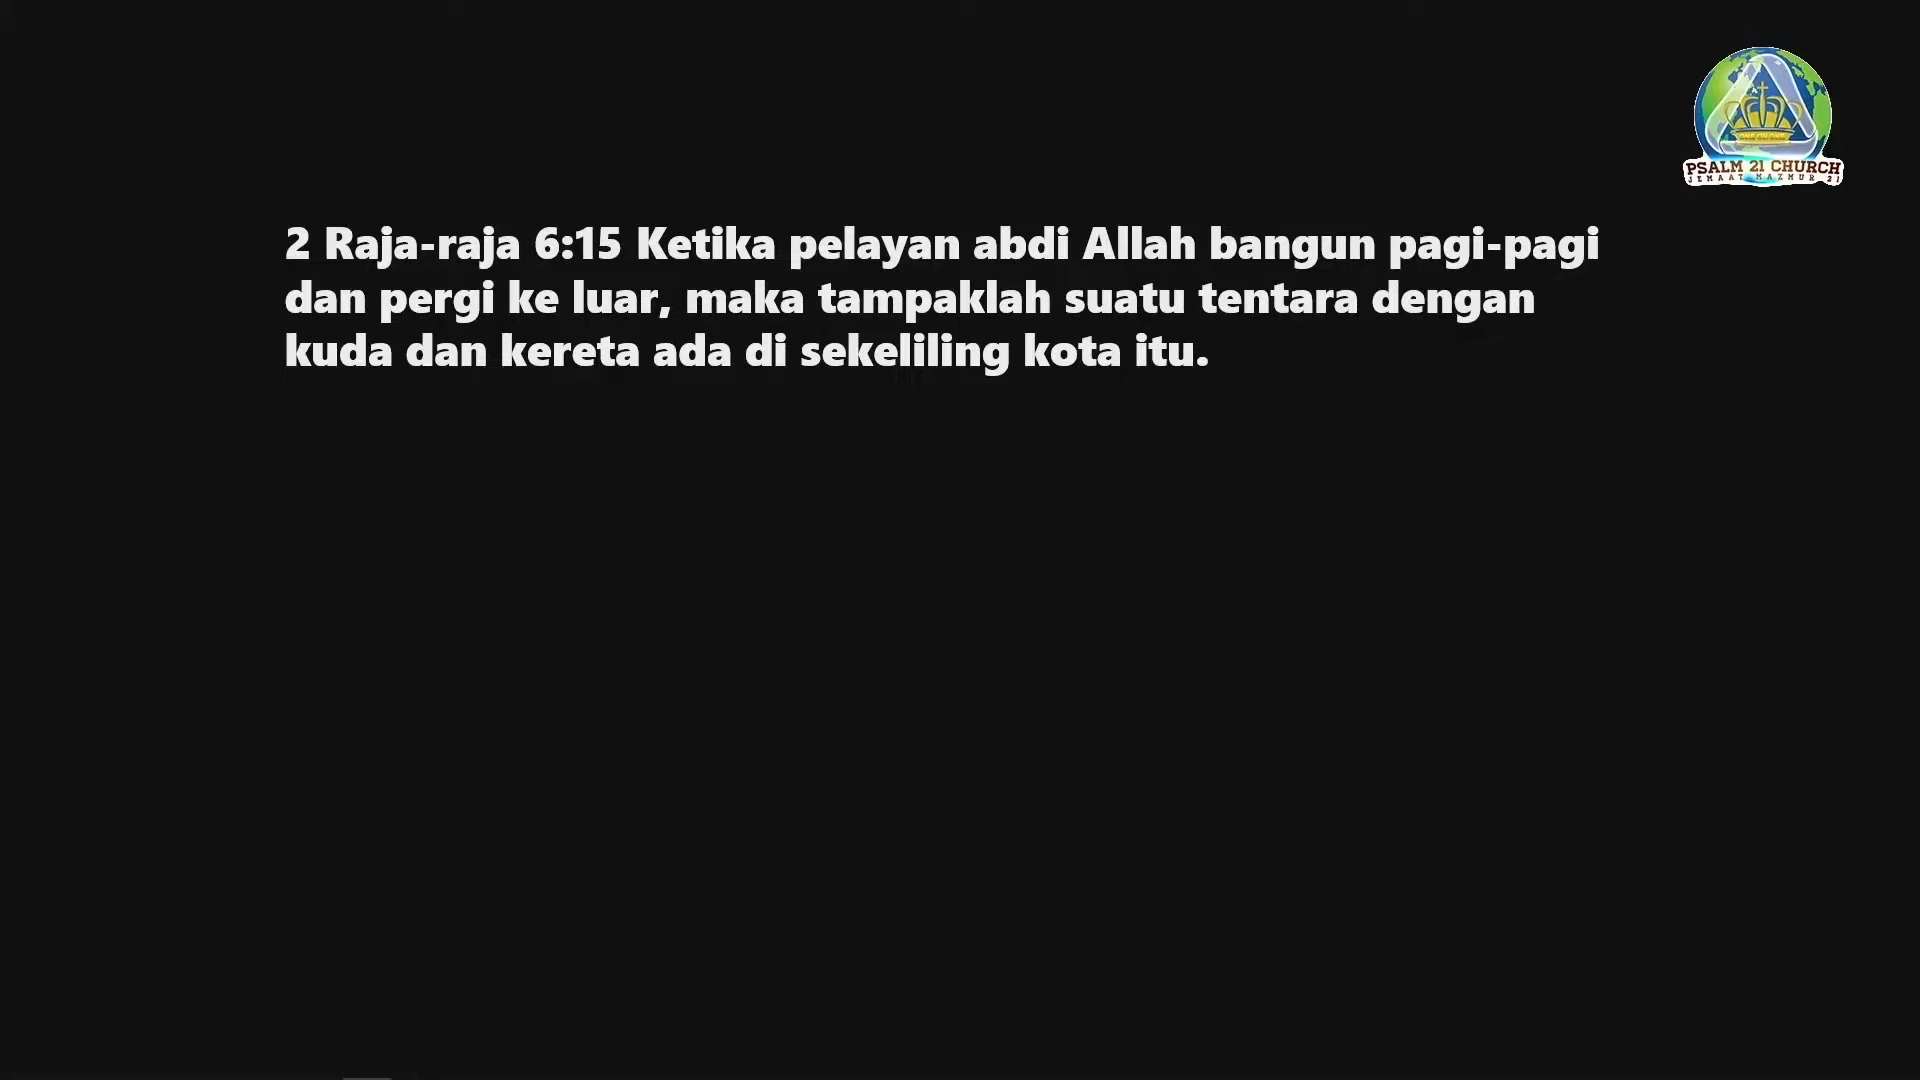 PSALM 21 CHURCH
JEMAAT MAZMUR 21
2 Raja-raja 6:15 Ketika pelayan abdi Allah bangun pagi-pagi
dan pergi ke luar, maka tampaklah suatu tentara dengan
kuda dan kereta ada di sekeliling kota itu.